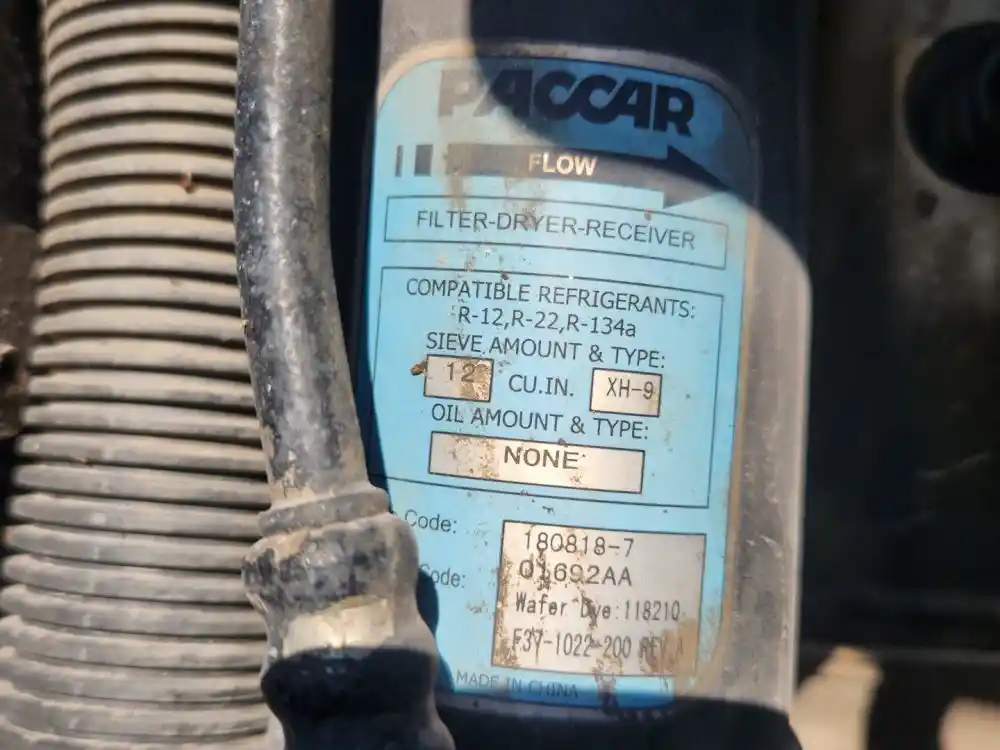 PACCAR
FLOW
FILTER-DRYER-RECEIVER
COMPATIBLE REFRIGERANTS:
R-12,R-22,R-134a
SIEVE AMOUNT & TYPE:
12 CU.IN. XH-9
OIL AMOUNT & TYPE:
NONE
Code: 180818-7
Code: 01692AA
Wafer Dye:118210
F37-1022-200 REV A
MADE IN CHINA